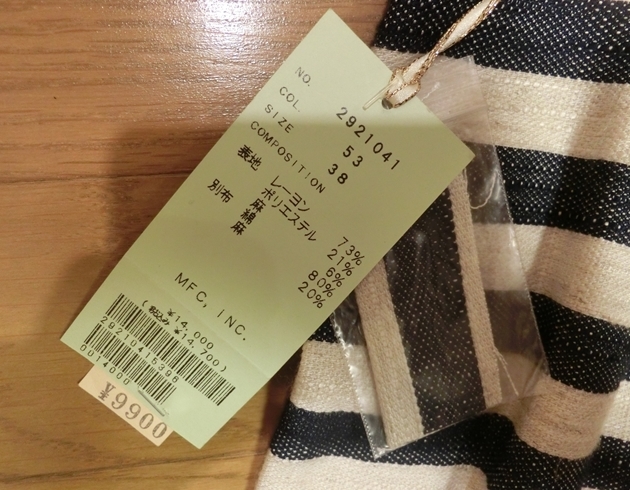 NO. 2921041
COL. 53
SIZE 38
COMPOSITION
表地 レーヨン 73%
ポリエステル 21%
麻 6%
別布 綿 80%
麻 20%
MFC, INC.
¥14,000
(税込み ¥14,700)
0014000
¥9900